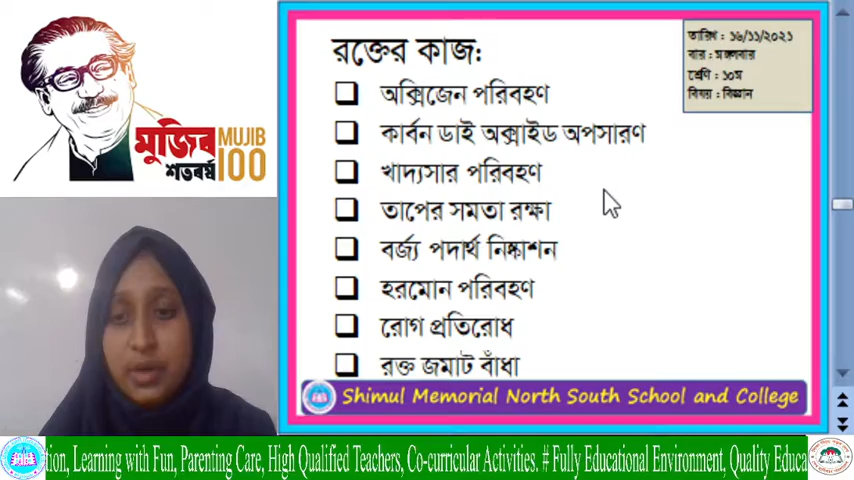 মুজিব MUJIB
শতবর্ষ 100
রক্তের কাজ:
অক্সিজেন পরিবহণ
কার্বন ডাই অক্সাইড অপসারণ
খাদ্যসার পরিবহণ
তাপের সমতা রক্ষা
বর্জ্য পদার্থ নিষ্কাশন
হরমোন পরিবহণ
রোগ প্রতিরোধ
রক্ত জমাট বাঁধা
তারিখ : ১৬/১১/২০২১
বার : মঙ্গলবার
শ্রেণি : ১০ম
বিষয় : বিজ্ঞান
Shimul Memorial North South School and College
tion, Learning with Fun, Parenting Care, High Qualified Teachers, Co-curricular Activities. # Fully Educational Environment, Quality Educa